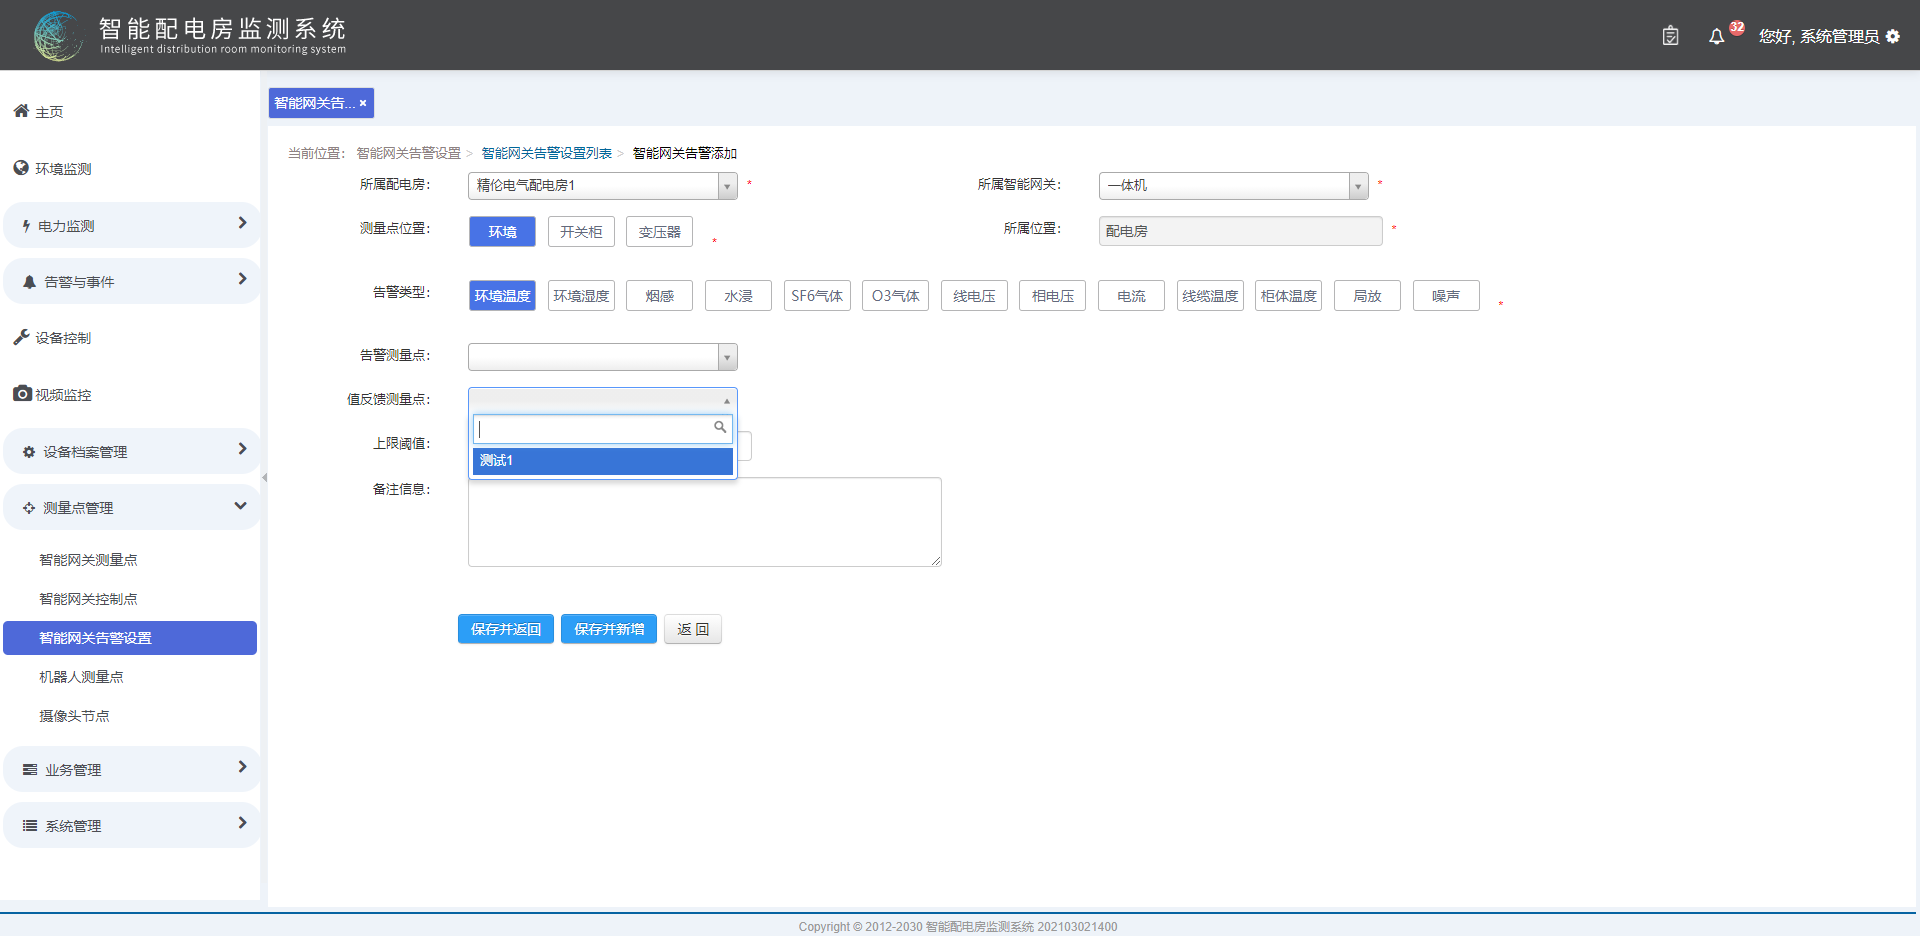 智能配电房监测系统
Intelligent distribution room monitoring system
32
您好, 系统管理员
主页
环境监测
电力监测
告警与事件
设备控制
视频监控
设备档案管理
测量点管理
智能网关测量点
智能网关控制点
智能网关告警设置
机器人测量点
摄像头节点
业务管理
系统管理
智能网关告... ×
当前位置： 智能网关告警设置 > 智能网关告警设置列表 > 智能网关告警添加
所属配电房： 精伦电气配电房1 * 所属智能网关： 一体机 *
测量点位置： 环境 开关柜 变压器 * 所属位置： 配电房 *
告警类型： 环境温度 环境湿度 烟感 水浸 SF6气体 O3气体 线电压 相电压 电流 线缆温度 柜体温度 局放 噪声 *
告警测量点：
值反馈测量点：
测试1
上限阈值：
备注信息：
保存并返回 保存并新增 返 回
Copyright © 2012-2030 智能配电房监测系统 202103021400